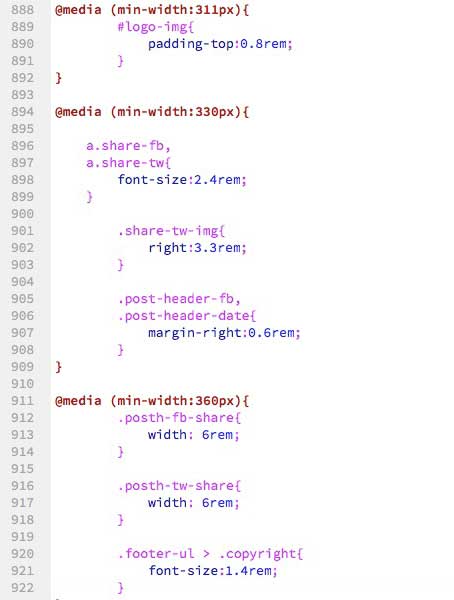 888 @media (min-width:311px){
889 #logo-img{
890 padding-top:0.8rem;
891 }
892 }
893
894 @media (min-width:330px){
895
896 a.share-fb,
897 a.share-tw{
898 font-size:2.4rem;
899 }
900
901 .share-tw-img{
902 right:3.3rem;
903 }
904
905 .post-header-fb,
906 .post-header-date{
907 margin-right:0.6rem;
908 }
909 }
910
911 @media (min-width:360px){
912 .posth-fb-share{
913 width: 6rem;
914 }
915
916 .posth-tw-share{
917 width: 6rem;
918 }
919
920 .footer-ul > .copyright{
921 font-size:1.4rem;
922 }